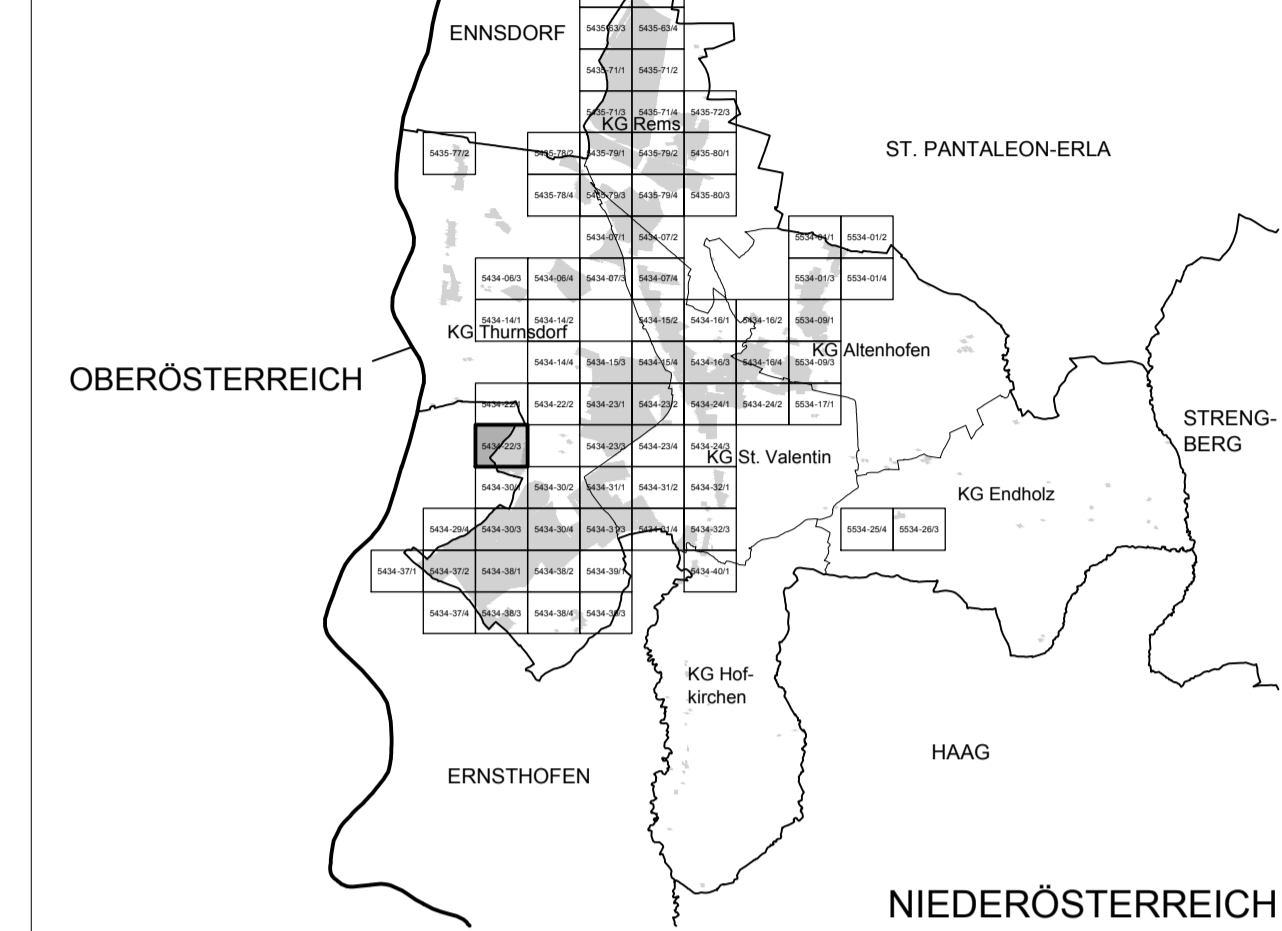 ENNSDORF
5435-63/3 5435-63/4
5435-71/1 5435-71/2
5435-71/3 5435-71/4 5435-72/3
KG Rems
ST. PANTALEON-ERLA
5435-77/2 5435-78/2 5435-79/1 5435-79/2 5435-80/1
5435-78/4 5435-79/3 5435-79/4 5435-80/3
5434-07/1 5434-07/2 5534-01/1 5534-01/2
5434-06/3 5434-06/4 5434-07/3 5434-07/4 5534-01/3 5534-01/4
5434-14/1 5434-14/2 5434-15/2 5434-16/1 5434-16/2 5534-09/1
KG Thurnsdorf
KG Altenhofen
5434-14/4 5434-15/3 5434-15/4 5434-16/3 5434-16/4 5534-09/3
OBERÖSTERREICH
5434-22/1 5434-22/2 5434-23/1 5434-23/2 5434-24/1 5434-24/2 5534-17/1
STRENG-
BERG
5434-22/3 5434-23/3 5434-23/4 5434-24/3
KG St. Valentin
5434-30/1 5434-30/2 5434-31/1 5434-31/2 5434-32/1
KG Endholz
5434-29/4 5434-30/3 5434-30/4 5434-31/3 5434-31/4 5434-32/3 5534-25/4 5534-26/3
5434-37/1 5434-37/2 5434-38/1 5434-38/2 5434-39/1 5434-40/1
5434-37/4 5434-38/3 5434-38/4 5434-39/3
KG Hof-
kirchen
HAAG
ERNSTHOFEN
NIEDERÖSTERREICH